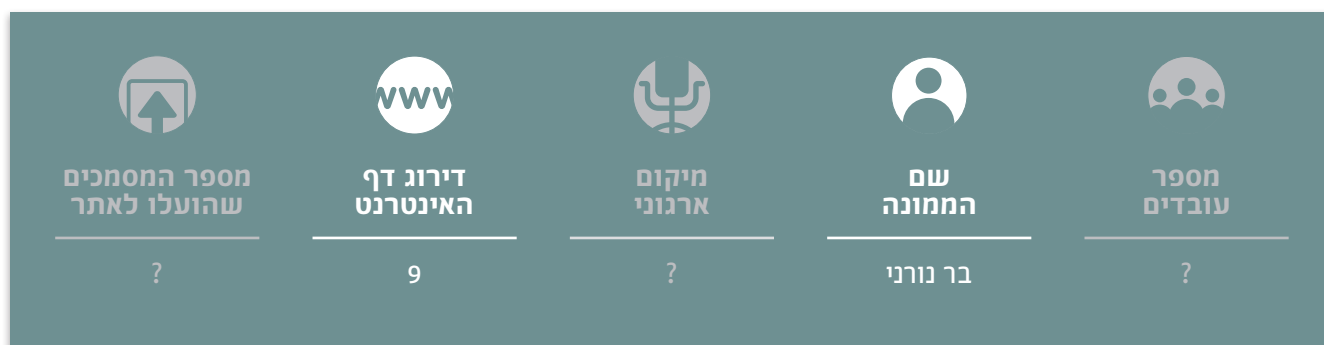 מספר
עובדים
?
שם
הממונה
בר נורני
מיקום
ארגוני
?
www
דירוג דף
האינטרנט
9
מספר המסמכים
שהועלו לאתר
?